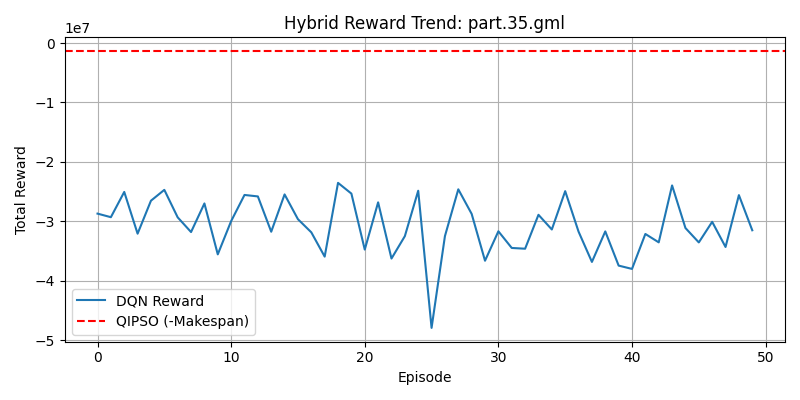 Hybrid Reward Trend: part.35.gml
1e7
0
−1
−2
−3
−4
−5
Total Reward
DQN Reward
QIPSO (-Makespan)
0 10 20 30 40 50
Episode